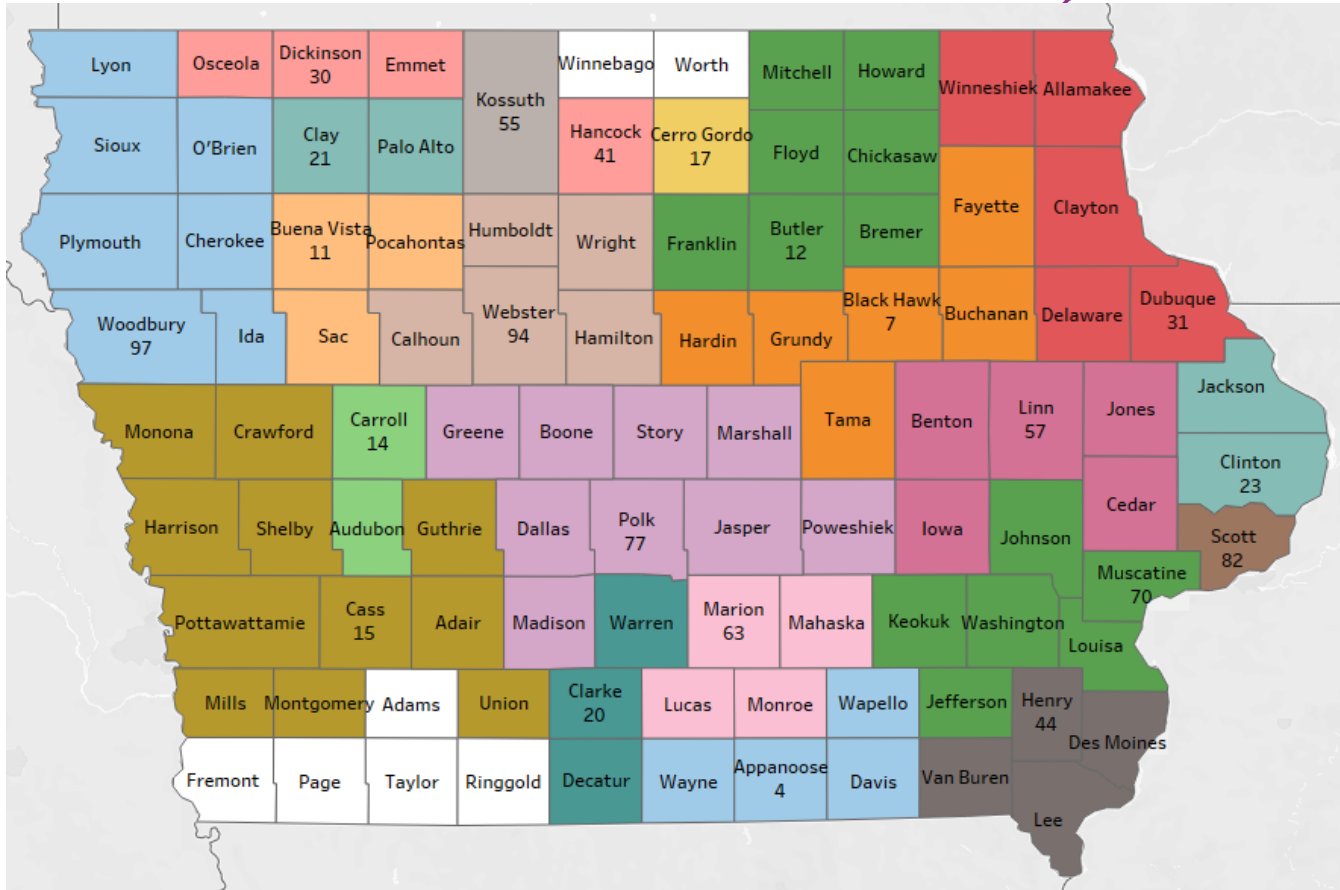 Lyon
Osceola
Dickinson
30
Emmet
Kossuth
55
Winnebago
Worth
Mitchell
Howard
Winneshiek
Allamakee
Sioux
O'Brien
Clay
21
Palo Alto
Hancock
41
Cerro Gordo
17
Floyd
Chickasaw
Plymouth
Cherokee
Buena Vista
11
Pocahontas
Humboldt
Wright
Franklin
Butler
12
Bremer
Fayette
Clayton
Woodbury
97
Ida
Sac
Calhoun
Webster
94
Hamilton
Hardin
Grundy
Black Hawk
7
Buchanan
Delaware
Dubuque
31
Monona
Crawford
Carroll
14
Greene
Boone
Story
Marshall
Tama
Benton
Linn
57
Jones
Jackson
Clinton
23
Harrison
Shelby
Audubon
Guthrie
Dallas
Polk
77
Jasper
Poweshiek
Iowa
Johnson
Cedar
Scott
82
Muscatine
70
Pottawattamie
Cass
15
Adair
Madison
Warren
Marion
63
Mahaska
Keokuk
Washington
Louisa
Mills
Montgomery
Adams
Union
Clarke
20
Lucas
Monroe
Wapello
Jefferson
Henry
44
Des Moines
Fremont
Page
Taylor
Ringgold
Decatur
Wayne
Appanoose
4
Davis
Van Buren
Lee